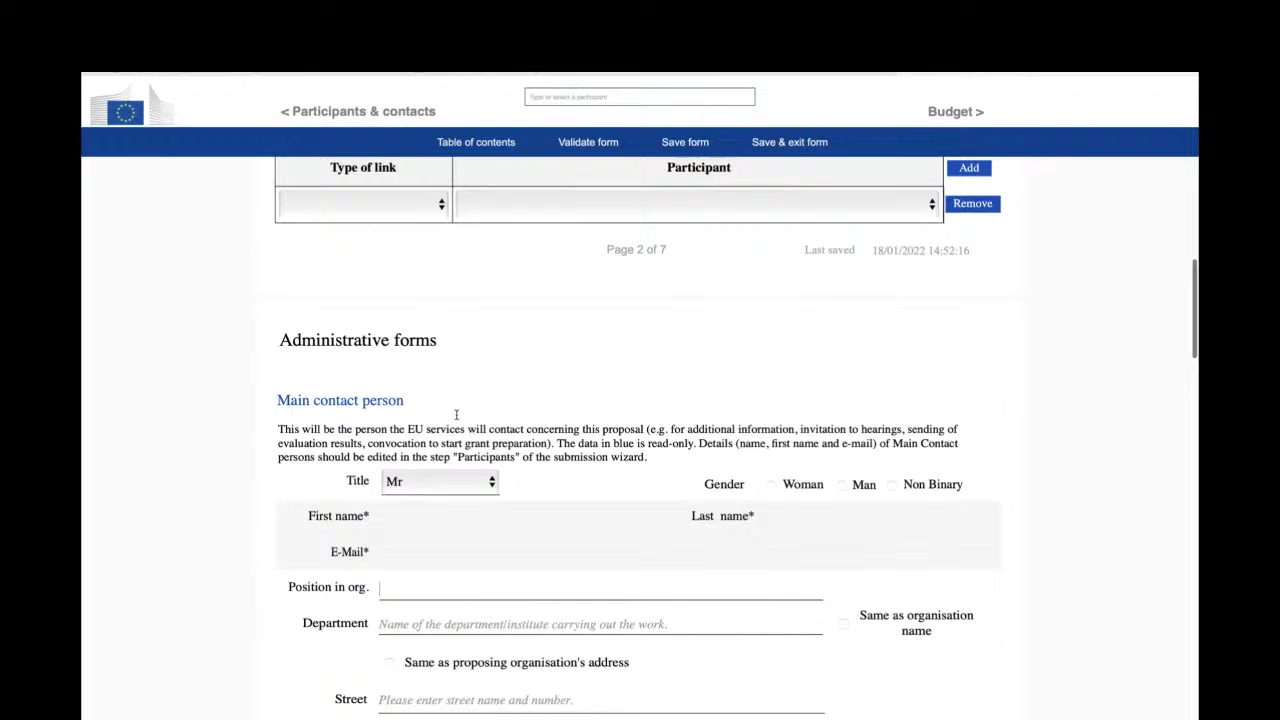 Type or select a participant
< Participants & contacts
Budget >
Table of contents Validate form Save form Save & exit form
Type of link Participant Add
Remove
Page 2 of 7 Last saved 18/01/2022 14:52:16
Administrative forms
Main contact person
This will be the person the EU services will contact concerning this proposal (e.g. for additional information, invitation to hearings, sending of
evaluation results, convocation to start grant preparation). The data in blue is read-only. Details (name, first name and e-mail) of Main Contact
persons should be edited in the step "Participants" of the submission wizard.
Title Mr Gender Woman Man Non Binary
First name* Last name*
E-Mail*
Position in org.
Department Name of the department/institute carrying out the work. Same as organisation
name
Same as proposing organisation's address
Street Please enter street name and number.